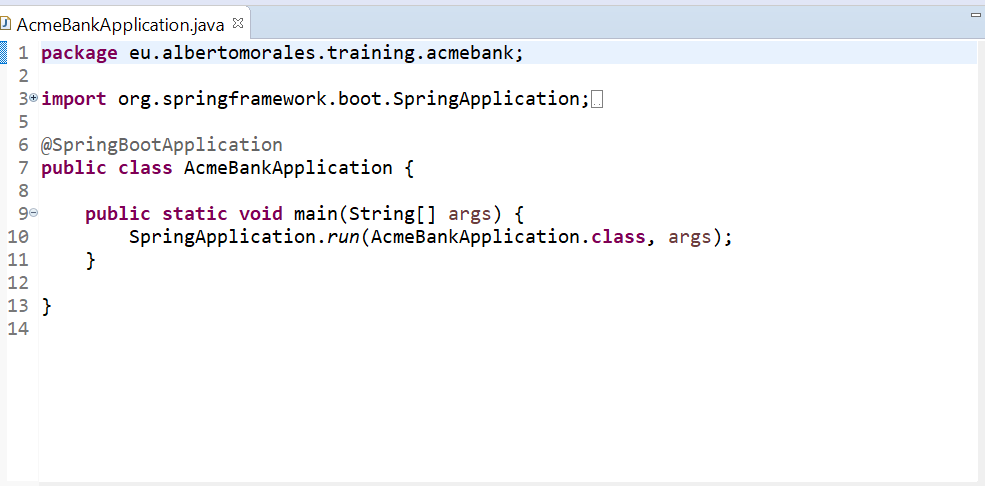 AcmeBankApplication.java
1 package eu.albertomorales.training.acmebank;
2
3 import org.springframework.boot.SpringApplication;
5
6 @SpringBootApplication
7 public class AcmeBankApplication {
8
9     public static void main(String[] args) {
10         SpringApplication.run(AcmeBankApplication.class, args);
11     }
12
13 }
14